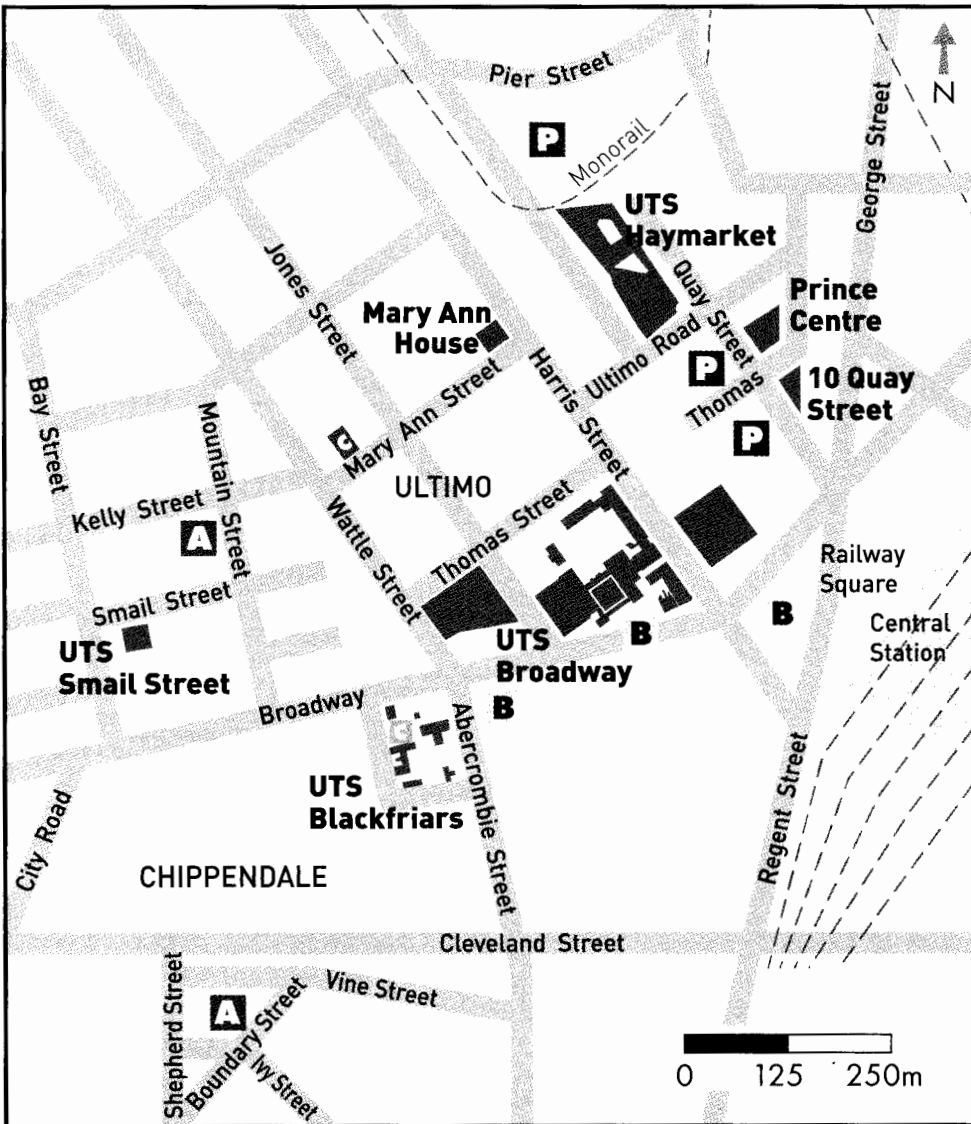 Pier Street
N
George Street
P
Monorail
UTS
Haymarket
Jones Street
Quay Street
Prince
Centre
Mary Ann
House
Ultimo Road
Harris Street
P
Thomas
10 Quay
Street
Bay Street
Mountain Street
C
Mary Ann Street
P
ULTIMO
Kelly Street
A
Wattle Street
Thomas Street
Railway
Square
Smail Street
B
B
Central
Station
UTS
Smail Street
UTS
Broadway
Broadway
B
C
Abercrombie Street
UTS
Blackfriars
Regent Street
City Road
CHIPPENDALE
Cleveland Street
Shepherd Street
Vine Street
A
Boundary Street
Ivy Street
0 125 250m